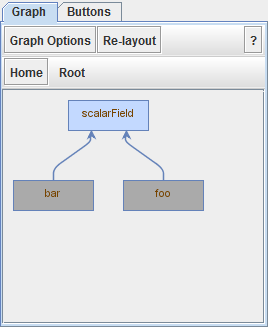 Graph Buttons
Graph Options Re-layout ?
Home Root
scalarField
bar foo